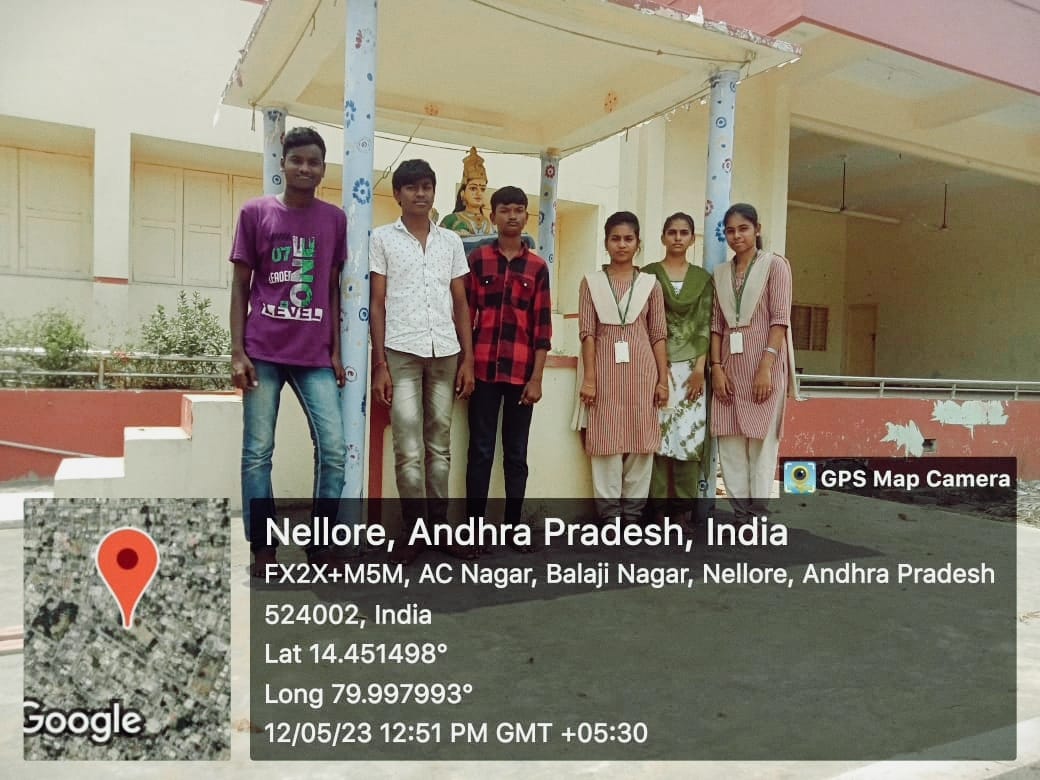 07
LEADER
ONE
LEVEL
GPS Map Camera
Nellore, Andhra Pradesh, India
FX2X+M5M, AC Nagar, Balaji Nagar, Nellore, Andhra Pradesh
524002, India
Lat 14.451498°
Long 79.997993°
12/05/23 12:51 PM GMT +05:30
Google